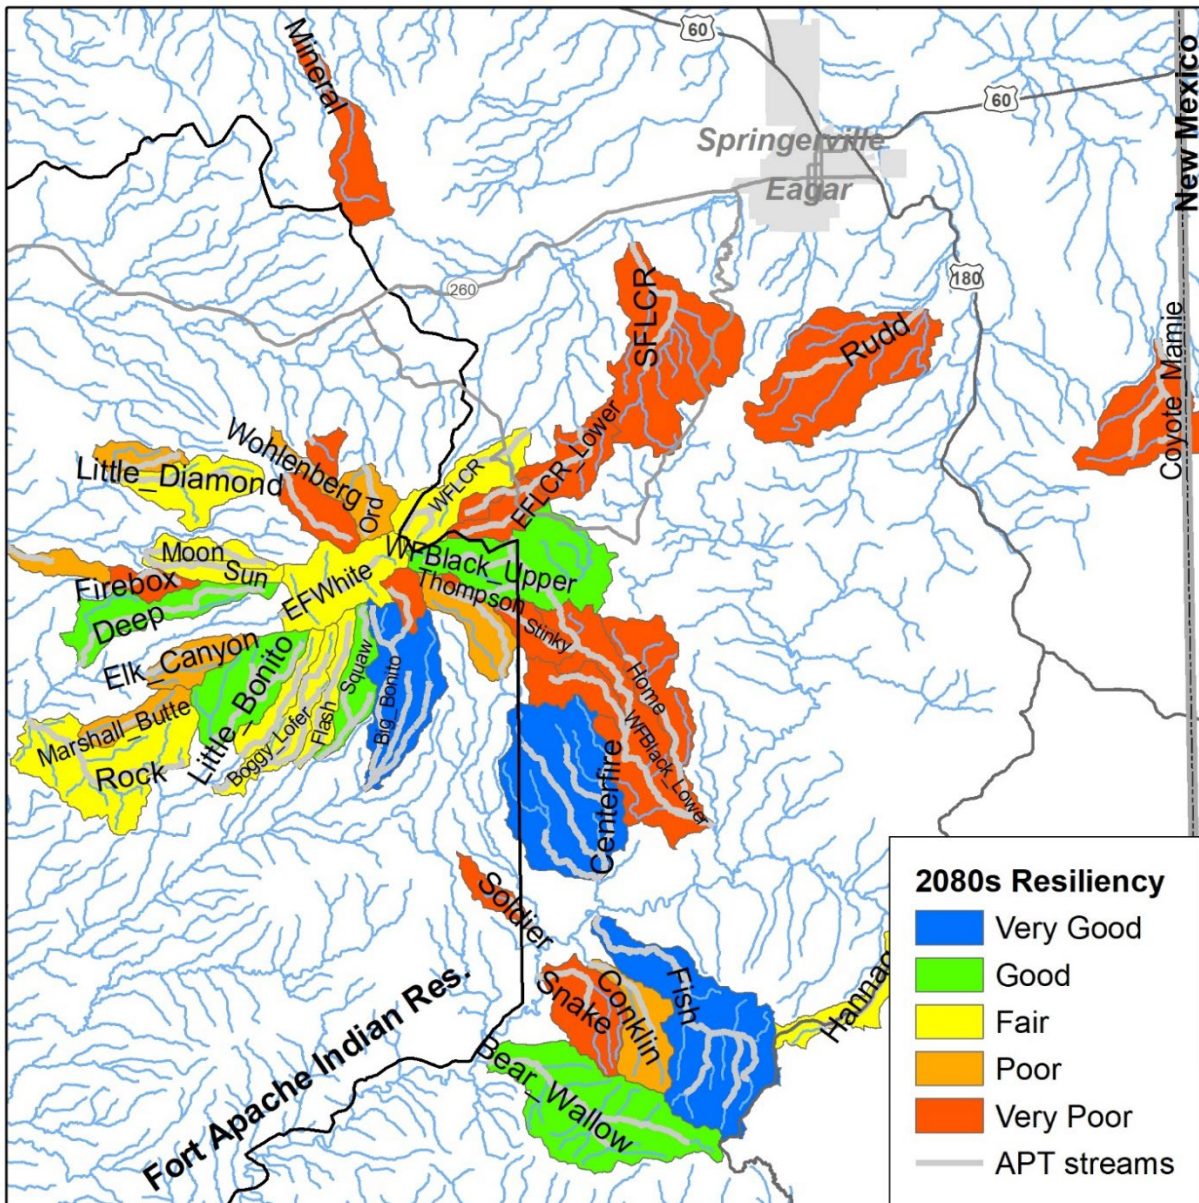 Mineral
60
60
New Mexico
Springerville
Eagar
260
180
SFLCR
Rudd
Coyote Mamie
EFLCR_Lower
Wohlenberg
Little_Diamond
Ord
WFLCR
Moon
Sun
Firebox
Deep
EFWhite
WFBlack_Upper
Thompson
Stinky
Elk_Canyon
Little_Bonito
Squaw
Big_Bonito
Home
Marshall_Butte
Rock
Boggy_Lofer
Flash
WFBlack_Lower
Centerfire
Soldier
Snake
Conklin
Fish
Bear_Wallow
Fort Apache Indian Res.
2080s Resiliency
Very Good
Good
Fair
Poor
Very Poor
APT streams